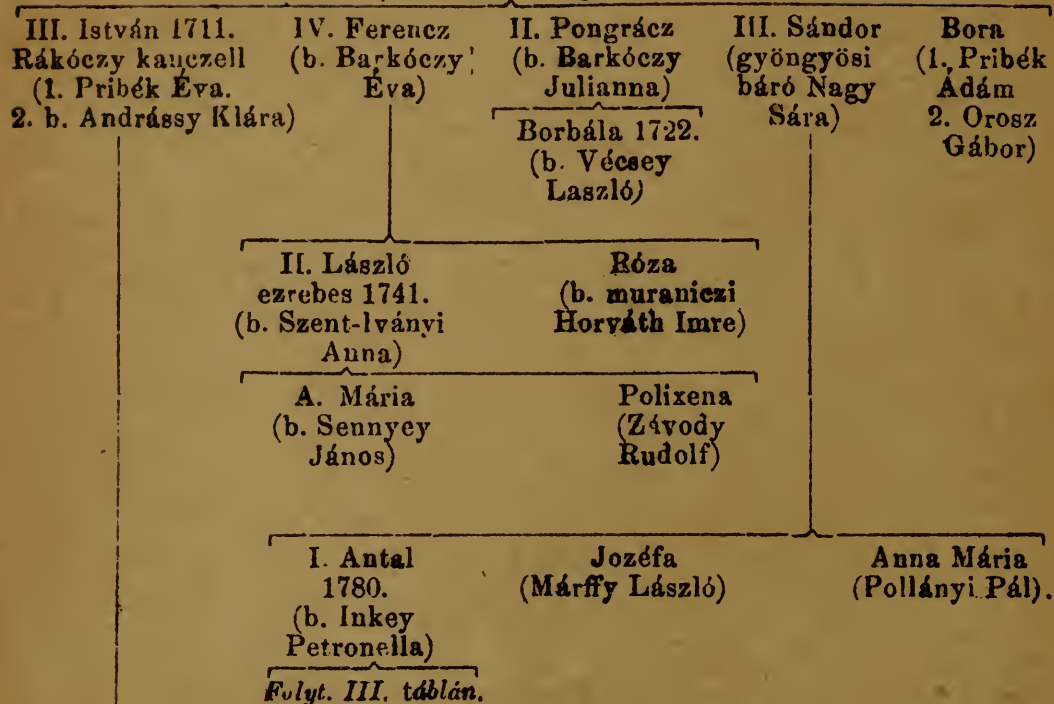 III. István 1711.
Rákóczy kanczell
(1. Pribék Éva.
2. b. Andrássy Klára)
IV. Ferencz
(b. Barkóczy
Éva)
II. Pongrácz
(b. Barkóczy
Julianna)
Borbála 1722.
(b. Vécsey
Laszló)
III. Sándor
(gyöngyösi
báró Nagy
Sára)
Bora
(1. Pribék
Ádám
2. Orosz
Gábor)
II. László
ezrebes 1741.
(b. Szent-Iványi
Anna)
Róza
(b. muraniczi
Horváth Imre)
A. Mária
(b. Sennyey
János)
Polixena
(Závody
Rudolf)
I. Antal
1780.
(b. Inkey
Petronella)
Folyt. III. táblán.
Jozéfa
(Márffy László)
Anna Mária
(Pollányi Pál).